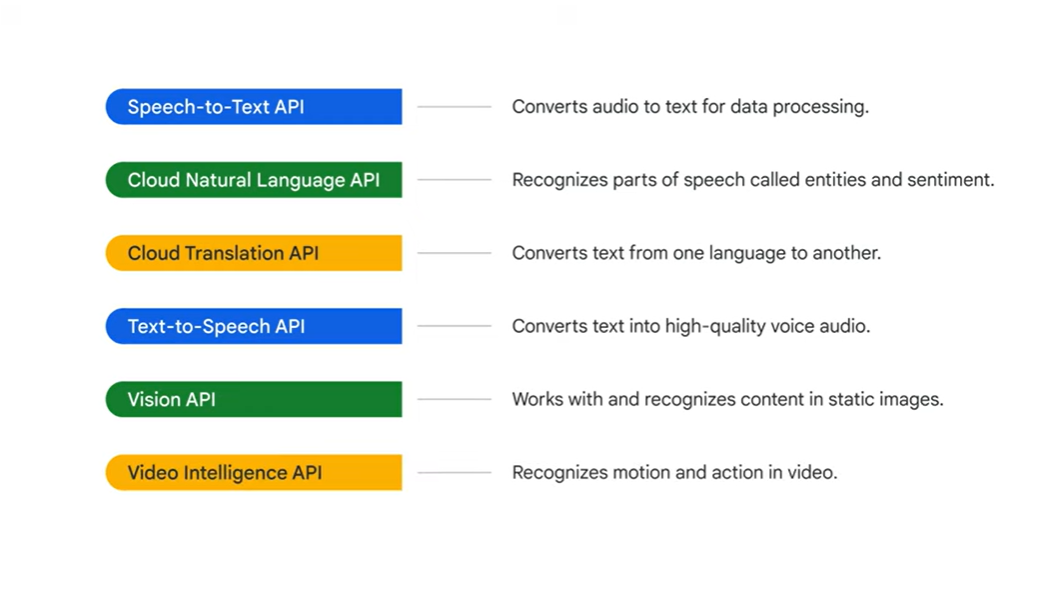 Speech-to-Text API
Converts audio to text for data processing.
Cloud Natural Language API
Recognizes parts of speech called entities and sentiment.
Cloud Translation API
Converts text from one language to another.
Text-to-Speech API
Converts text into high-quality voice audio.
Vision API
Works with and recognizes content in static images.
Video Intelligence API
Recognizes motion and action in video.